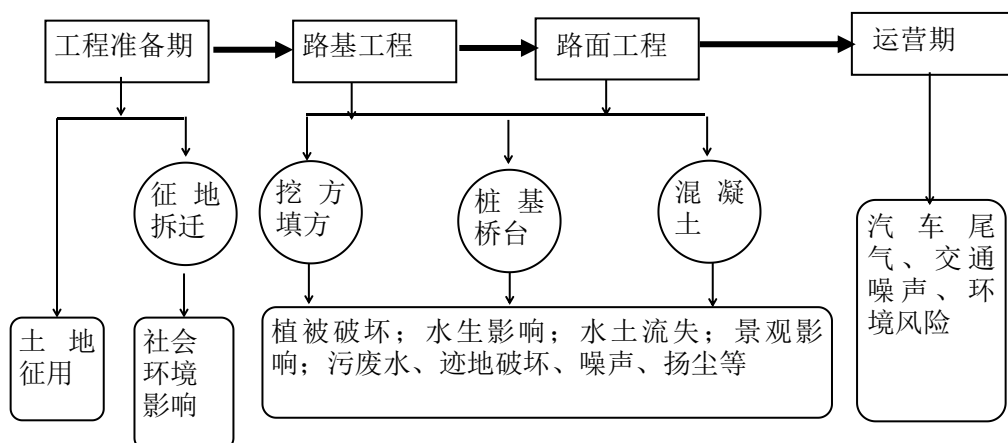 工程准备期
路基工程
路面工程
运营期
征地
拆迁
挖方
填方
桩基
桥台
混凝
土
土地
征用
社会
环境
影响
植被破坏；水生影响；水土流失；景观影
响；污废水、迹地破坏、噪声、扬尘等
汽车尾
气、交通
噪声、环
境风险